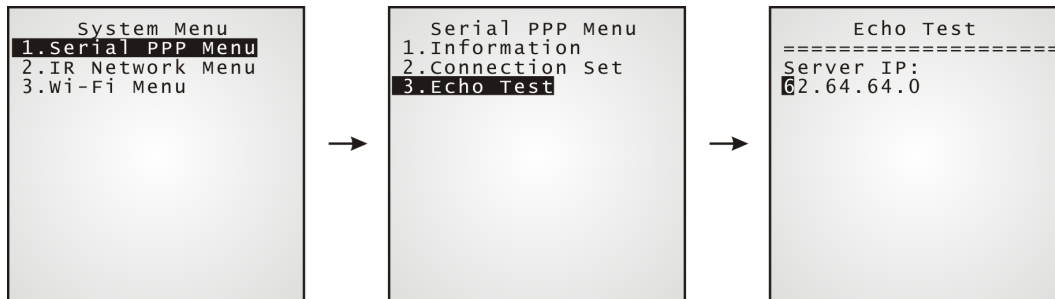 System Menu
1.Serial PPP Menu
2.IR Network Menu
3.Wi-Fi Menu
Serial PPP Menu
1.Information
2.Connection Set
3.Echo Test
Echo Test
====================
Server IP:
62.64.64.0